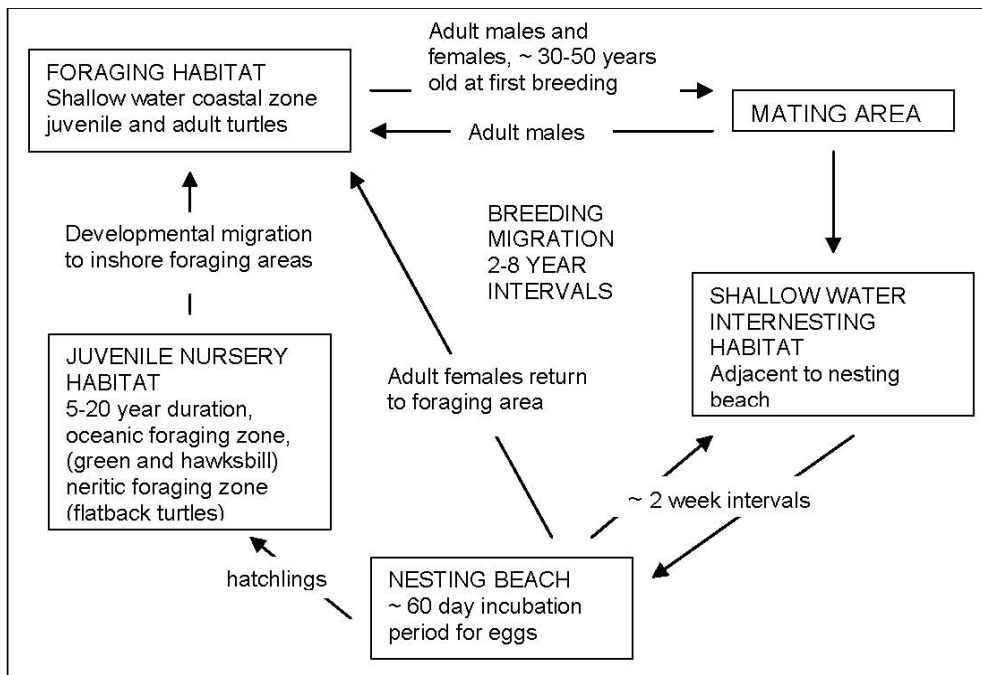 Adult males and
females, ~ 30-50 years
old at first breeding
FORAGING HABITAT
Shallow water coastal zone
juvenile and adult turtles
MATING AREA
Adult males
Developmental migration
to inshore foraging areas
BREEDING
MIGRATION
2-8 YEAR
INTERVALS
SHALLOW WATER
INTERNESTING
HABITAT
Adjacent to nesting
beach
JUVENILE NURSERY
HABITAT
5-20 year duration,
oceanic foraging zone,
(green and hawksbill)
neritic foraging zone
(flatback turtles)
Adult females return
to foraging area
~ 2 week intervals
hatchlings
NESTING BEACH
~ 60 day incubation
period for eggs